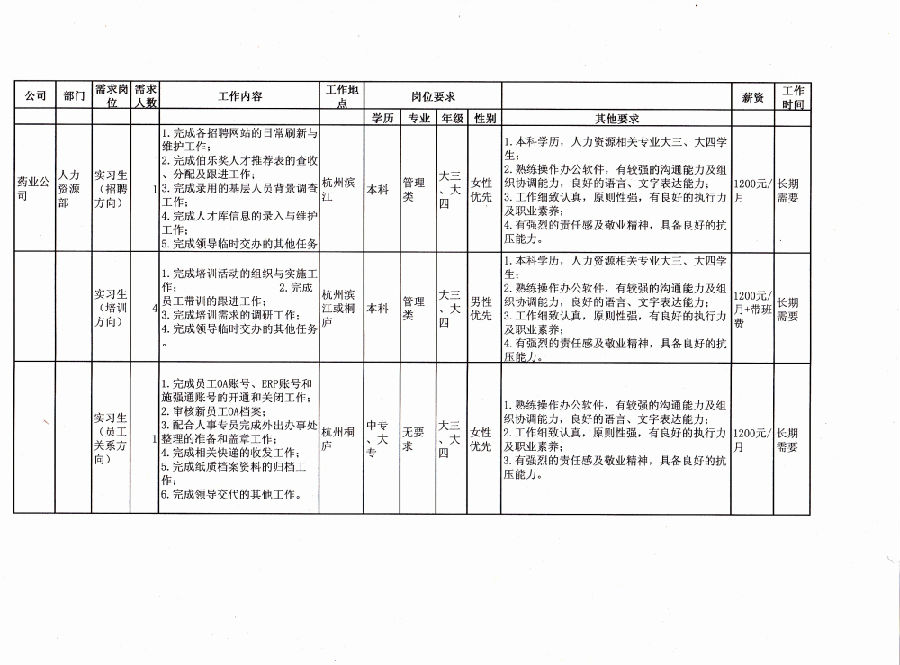 公司 部门 需求岗位 需求人数 工作内容 工作地点 岗位要求 薪资 工作时间
学历 专业 年级 性别 其他要求
药业公司
人力资源部
实习生（招聘方向）
1
1.完成各招聘网站的日常刷新与
维护工作；
2.完成伯乐奖人才推荐表的查收
、分配及跟进工作；
3.完成录用的基层人员背景调查
工作；
4.完成人才库信息的录入与维护
工作；
5.完成领导临时交办的其他任务
杭州滨江
本科
管理类
大三、大四
女性优先
1.本科学历，人力资源相关专业大三、大四学
生；
2.熟练操作办公软件，有较强的沟通能力及组
织协调能力，良好的语言、文字表达能力；
3.工作细致认真，原则性强，有良好的执行力
及职业素养；
4.有强烈的责任感及敬业精神，具备良好的抗
压能力。
1200元/月
长期需要
实习生（培训方向）
4
1.完成培训活动的组织与实施工
作； 2.完成
员工带训的跟进工作；
3.完成培训需求的调研工作；
4.完成领导临时交办的其他任务
。
杭州滨江或桐庐
本科
管理类
大三、大四
男性优先
1.本科学历，人力资源相关专业大三、大四学
生；
2.熟练操作办公软件，有较强的沟通能力及组
织协调能力，良好的语言、文字表达能力；
3.工作细致认真，原则性强，有良好的执行力
及职业素养；
4.有强烈的责任感及敬业精神，具备良好的抗
压能力。
1200元/月+带班费
长期需要
实习生（员工关系方向）
1
1.完成员工OA账号、ERP账号和
施强通账号的开通和关闭工作；
2.审核新员工OA档案；
3.配合人事专员完成外出办事处
整理的准备和盖章工作；
4.完成相关快递的收发工作；
5.完成纸质档案资料的归档工
作；
6.完成领导交代的其他工作。
杭州桐庐
中专、大专
无要求
大三、大四
女性优先
1.熟练操作办公软件，有较强的沟通能力及组
织协调能力，良好的语言、文字表达能力；
2.工作细致认真，原则性强，有良好的执行力
及职业素养；
3.有强烈的责任感及敬业精神，具备良好的抗
压能力。
1200元/月
长期需要